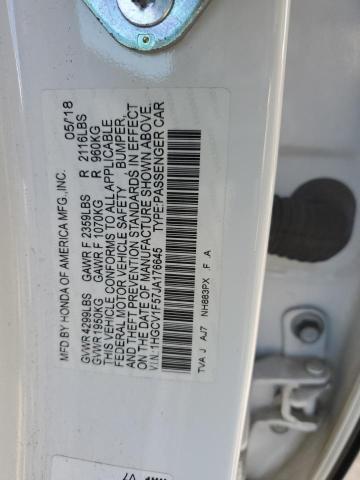 MFD BY HONDA OF AMERICA MFG.,INC. 05/18
GVWR 4299LBS GAWR F 2359LBS R 2116LBS
GVWR 1950KG GAWR F 1070KG R 960KG
THIS VEHICLE CONFORMS TO ALL APPLICABLE
FEDERAL MOTOR VEHICLE SAFETY , BUMPER,
AND THEFT PREVENTION STANDARDS IN EFFECT
ON THE DATE OF MANUFACTURE SHOWN ABOVE.
V.I.N.:1HGCV1F57JA176645 TYPE:PASSENGER CAR
TVA J AJ7 NH883PX F A